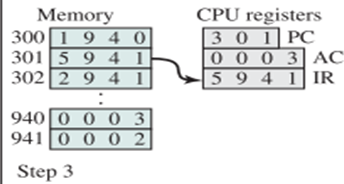 Memory CPU registers
300 1 9 4 0 3 0 1 PC
301 5 9 4 1 0 0 0 3 AC
302 2 9 4 1 5 9 4 1 IR
:
940 0 0 0 3
941 0 0 0 2
Step 3